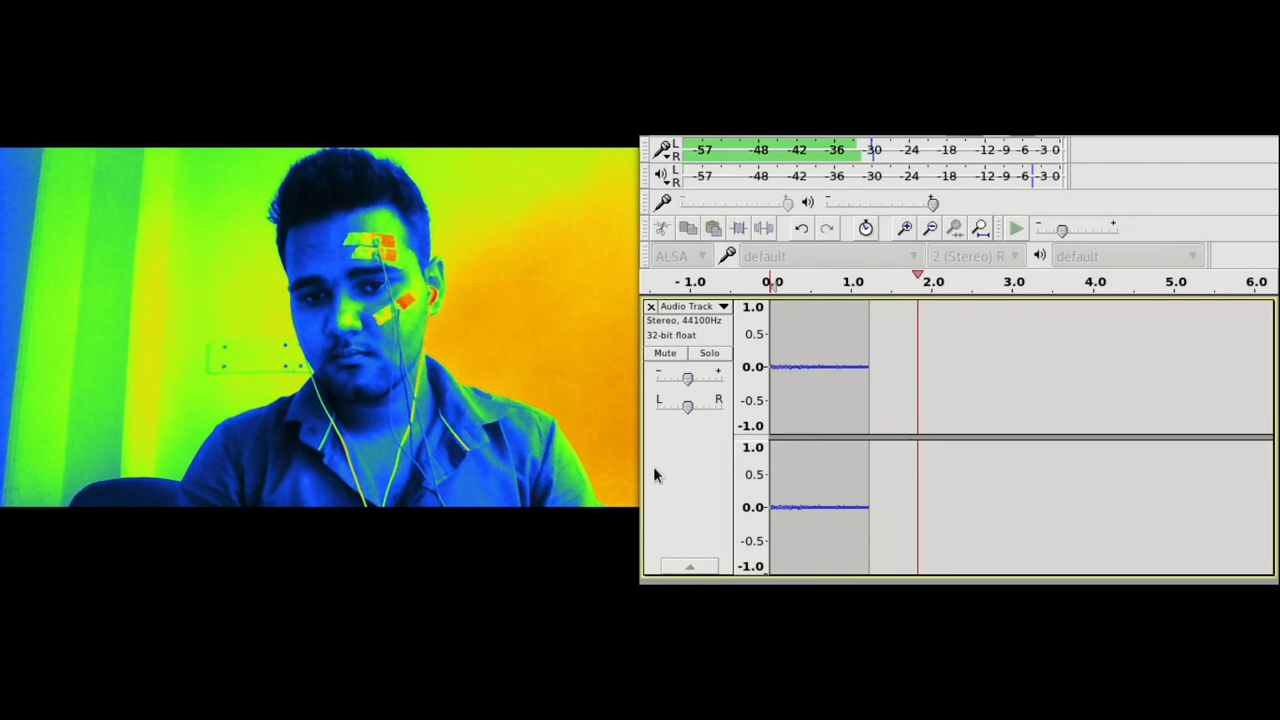 L
R
-57 -48 -42 -36 -30 -24 -18 -12 -9 -6 -3 0
L
R
-57 -48 -42 -36 -30 -24 -18 -12 -9 -6 -3 0
- +
- +
- +
ALSA default 2 (Stereo) R default
- 1.0 0.0 1.0 2.0 3.0 4.0 5.0 6.0
Audio Track
Stereo, 44100Hz
32-bit float
Mute Solo
- +
L R
1.0
0.5
0.0
-0.5
-1.0
1.0
0.5
0.0
-0.5
-1.0